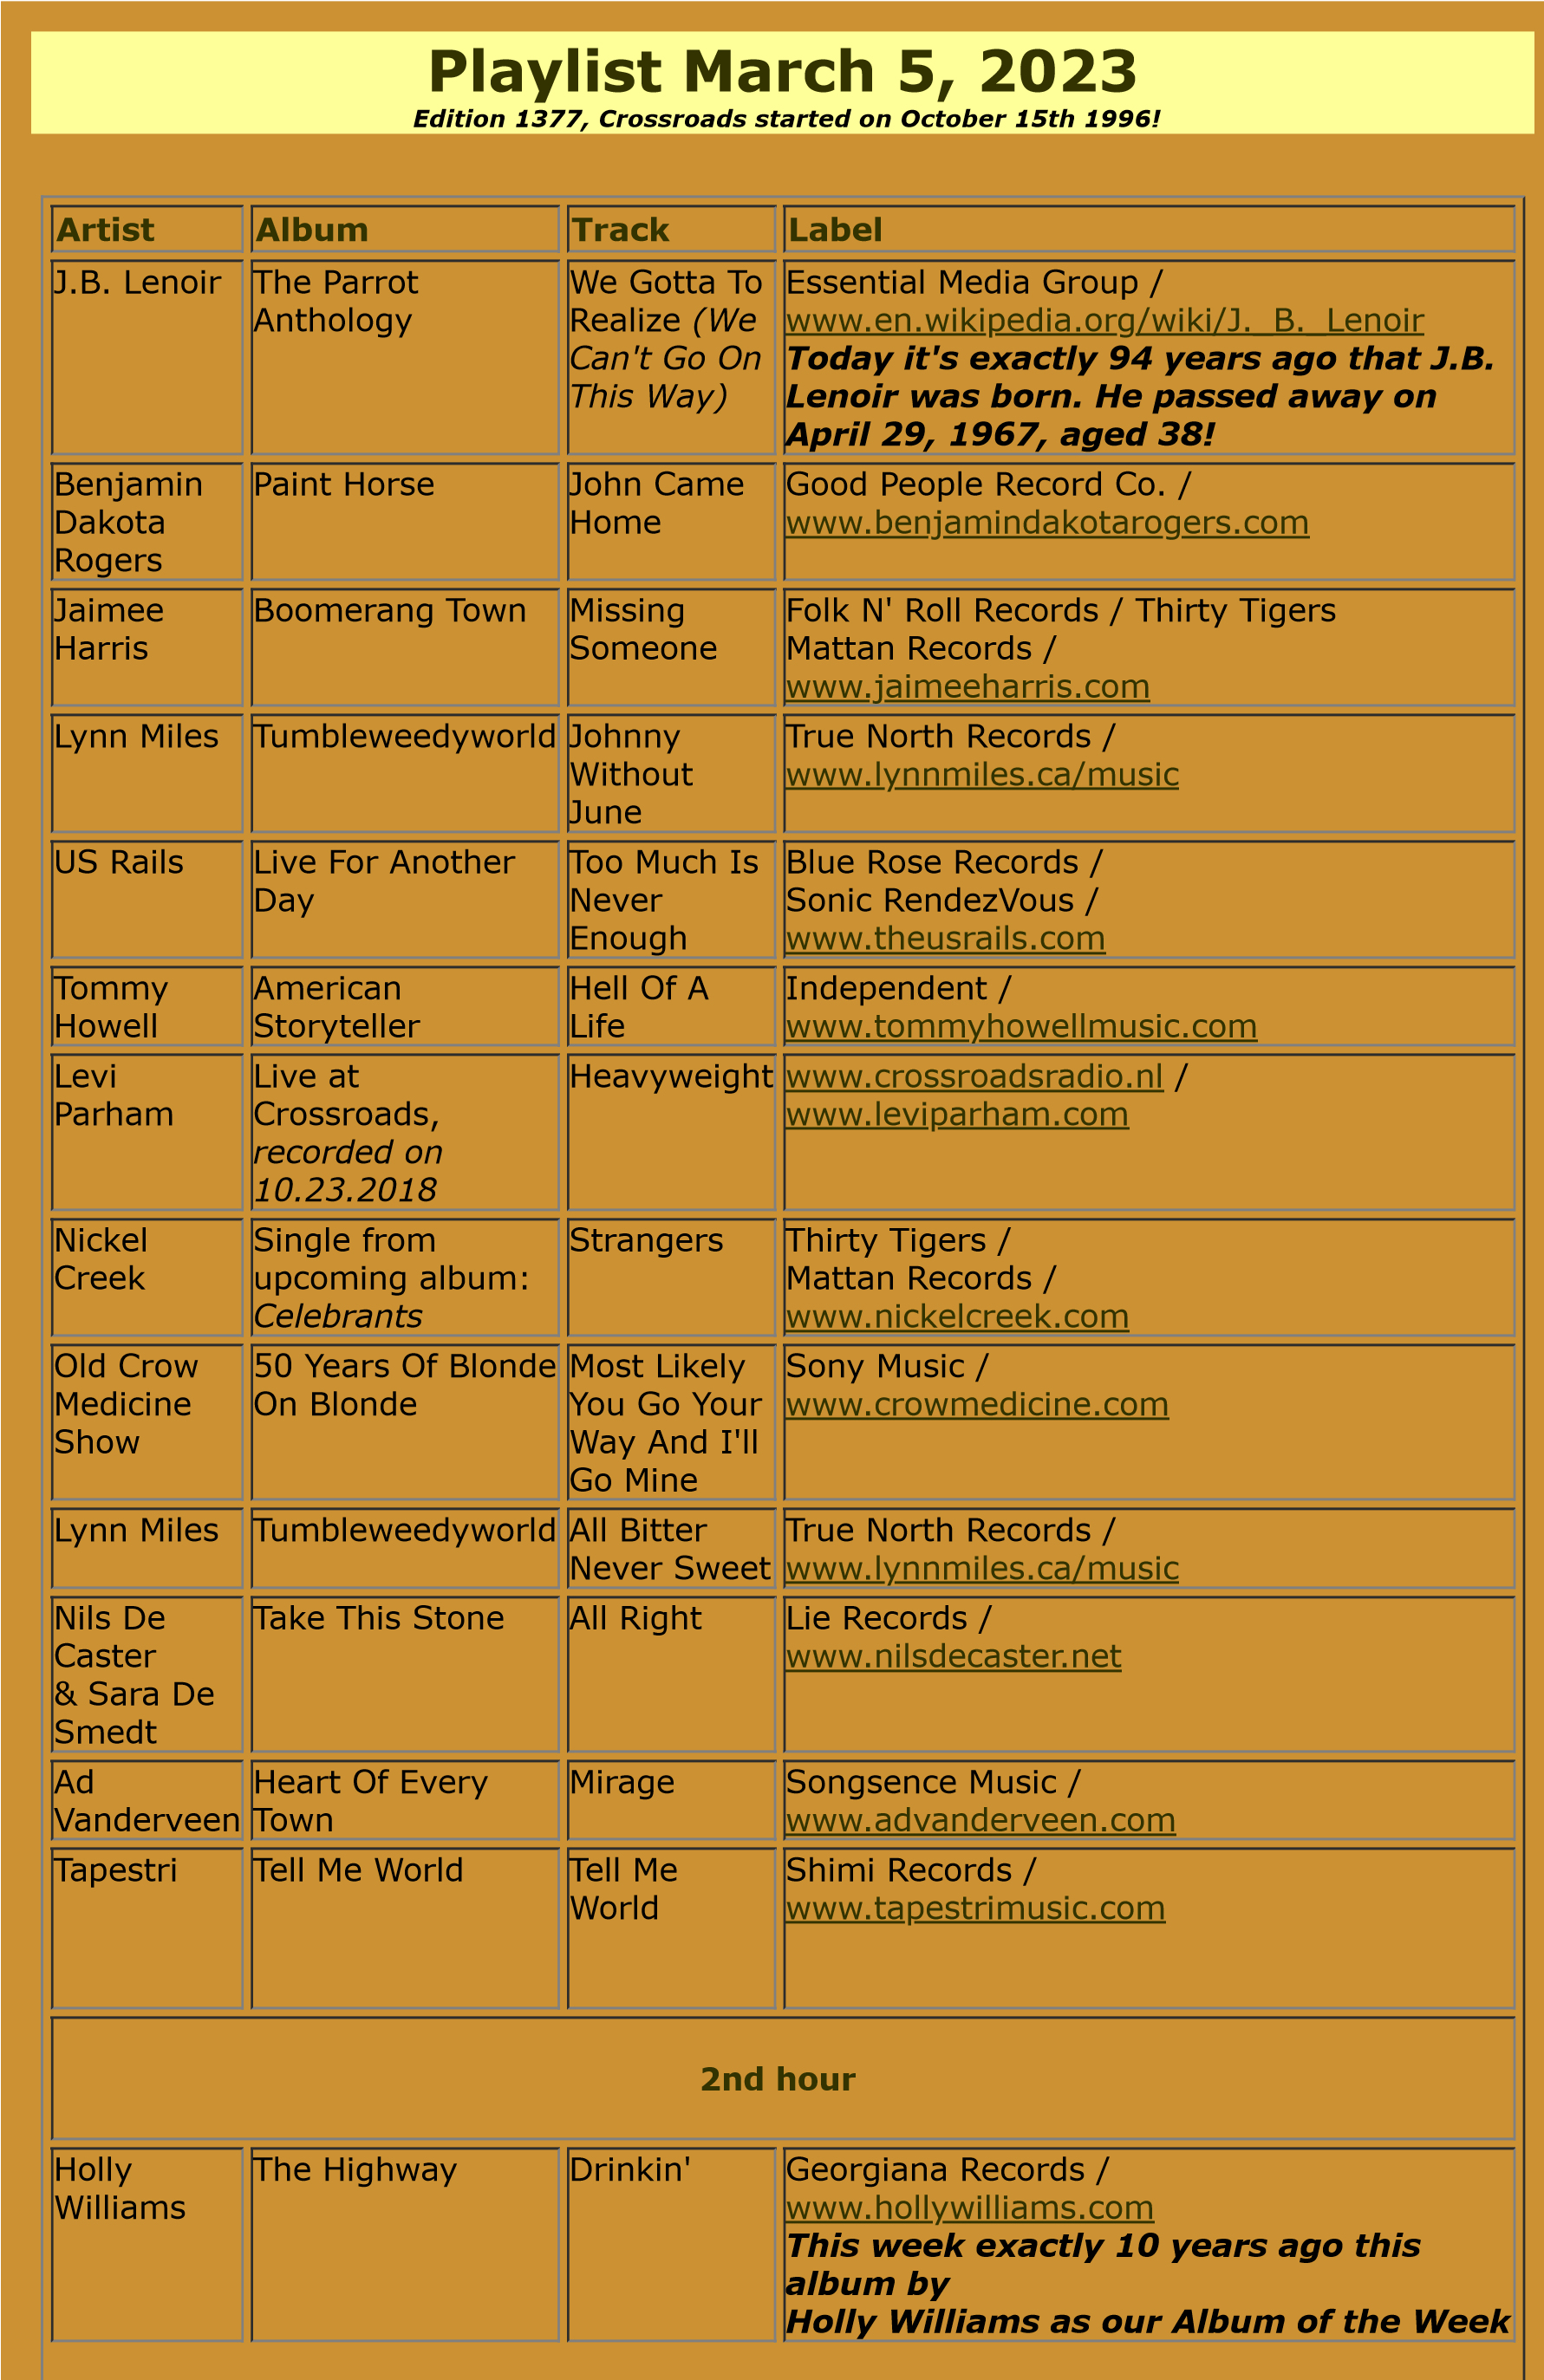 Playlist March 5, 2023
Edition 1377, Crossroads started on October 15th 1996!
Artist
Album
Track
Label
J.B. Lenoir
The Parrot
Anthology
We Gotta To
Realize (We
Can't Go On
This Way)
Essential Media Group /
www.en.wikipedia.org/wiki/J._B._Lenoir
Today it's exactly 94 years ago that J.B.
Lenoir was born. He passed away on
April 29, 1967, aged 38!
Benjamin
Dakota
Rogers
Paint Horse
John Came
Home
Good People Record Co. /
www.benjamindakotarogers.com
Jaimee
Harris
Boomerang Town
Missing
Someone
Folk N' Roll Records / Thirty Tigers
Mattan Records /
www.jaimeeharris.com
Lynn Miles
Tumbleweedyworld
Johnny
Without
June
True North Records /
www.lynnmiles.ca/music
US Rails
Live For Another
Day
Too Much Is
Never
Enough
Blue Rose Records /
Sonic RendezVous /
www.theusrails.com
Tommy
Howell
American
Storyteller
Hell Of A
Life
Independent /
www.tommyhowellmusic.com
Levi
Parham
Live at
Crossroads,
recorded on
10.23.2018
Heavyweight
www.crossroadsradio.nl /
www.leviparham.com
Nickel
Creek
Single from
upcoming album:
Celebrants
Strangers
Thirty Tigers /
Mattan Records /
www.nickelcreek.com
Old Crow
Medicine
Show
50 Years Of Blonde
On Blonde
Most Likely
You Go Your
Way And I'll
Go Mine
Sony Music /
www.crowmedicine.com
Lynn Miles
Tumbleweedyworld
All Bitter
Never Sweet
True North Records /
www.lynnmiles.ca/music
Nils De
Caster
& Sara De
Smedt
Take This Stone
All Right
Lie Records /
www.nilsdecaster.net
Ad
Vanderveen
Heart Of Every
Town
Mirage
Songsence Music /
www.advanderveen.com
Tapestri
Tell Me World
Tell Me
World
Shimi Records /
www.tapestrimusic.com
2nd hour
Holly
Williams
The Highway
Drinkin'
Georgiana Records /
www.hollywilliams.com
This week exactly 10 years ago this
album by
Holly Williams as our Album of the Week